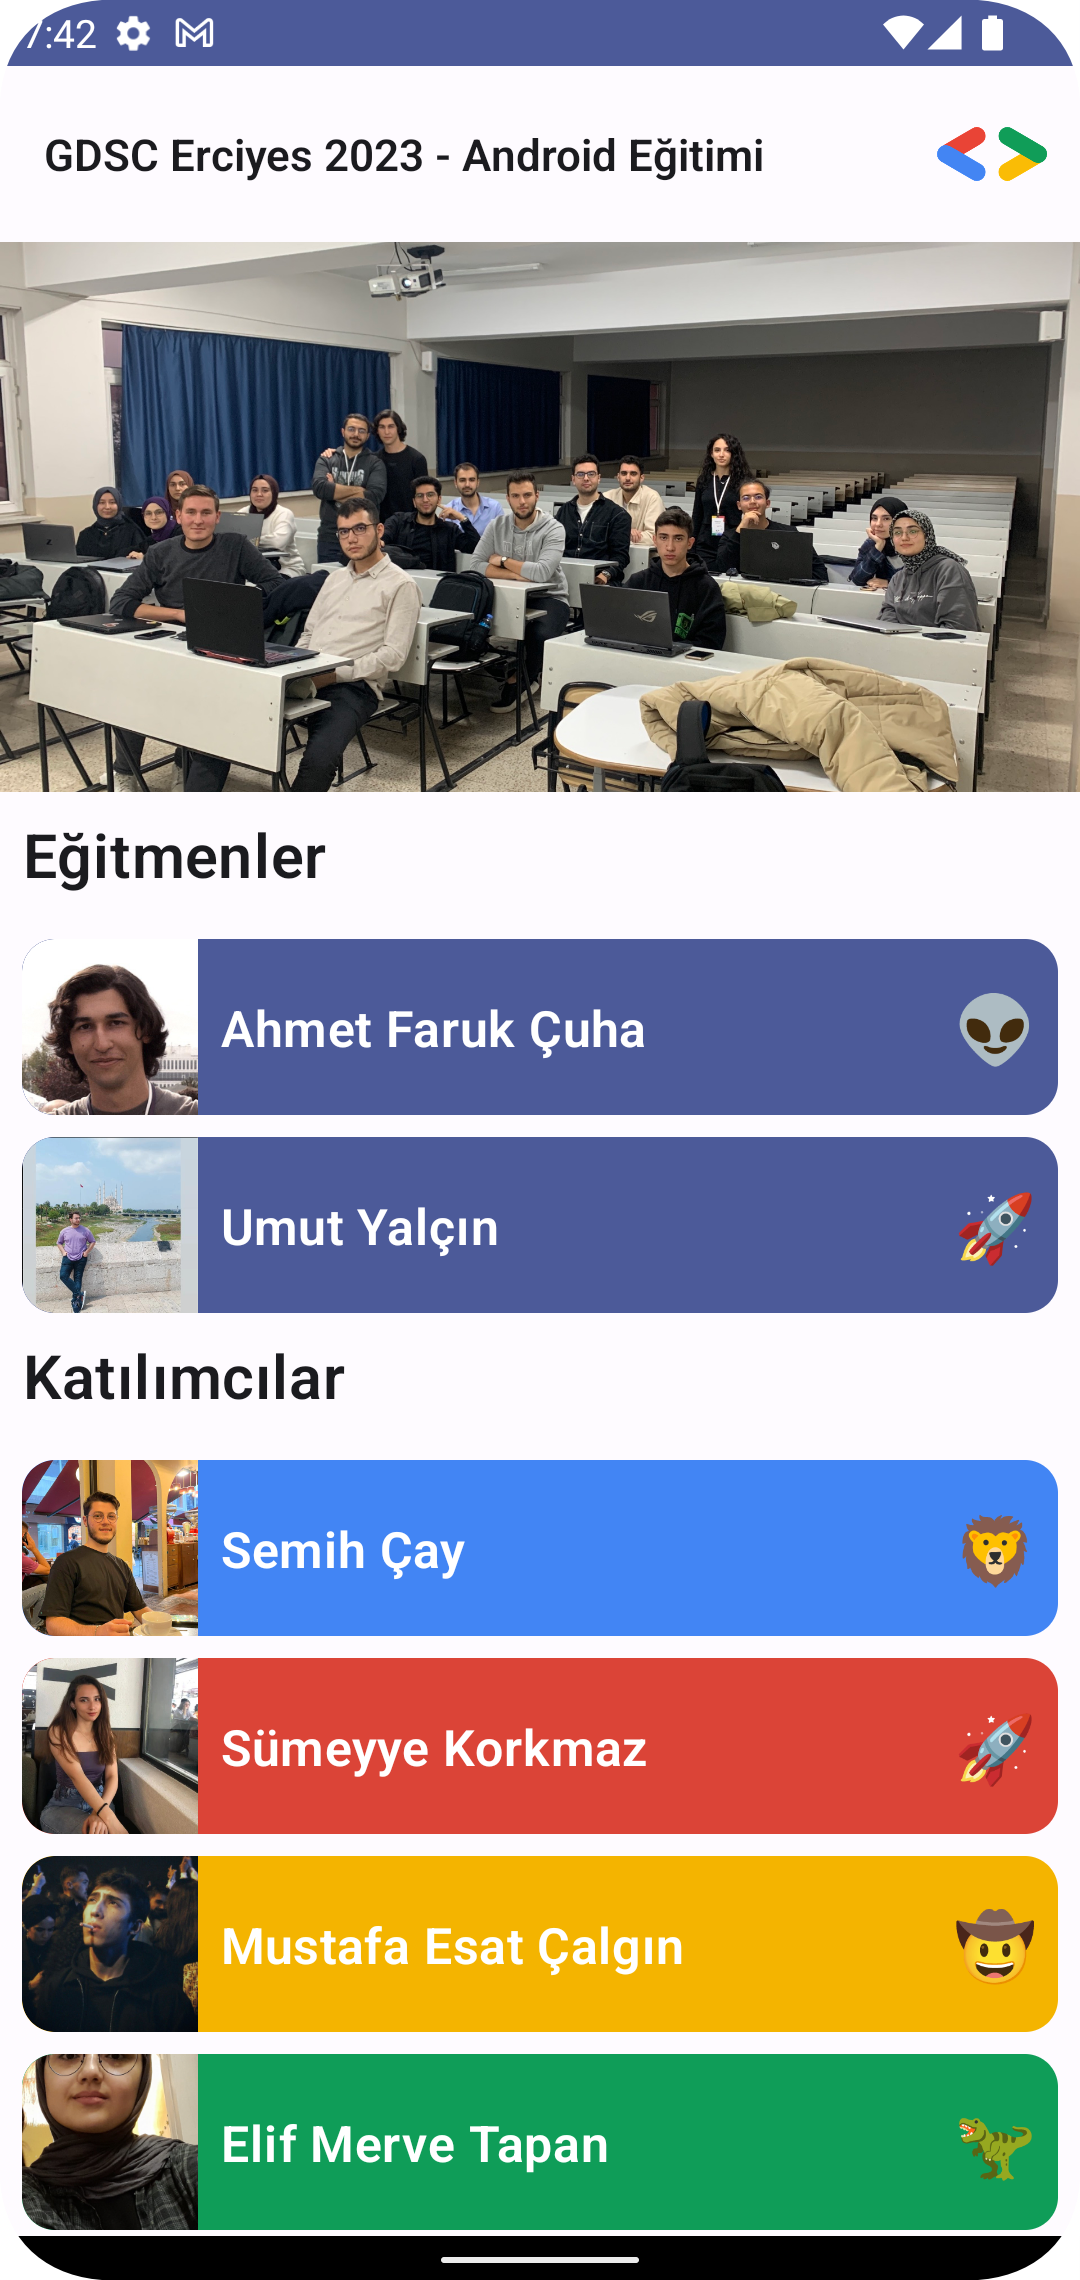 7:42
GDSC Erciyes 2023 - Android Eğitimi
Eğitmenler
Ahmet Faruk Çuha
Umut Yalçın
Katılımcılar
Semih Çay
Sümeyye Korkmaz
Mustafa Esat Çalgın
Elif Merve Tapan